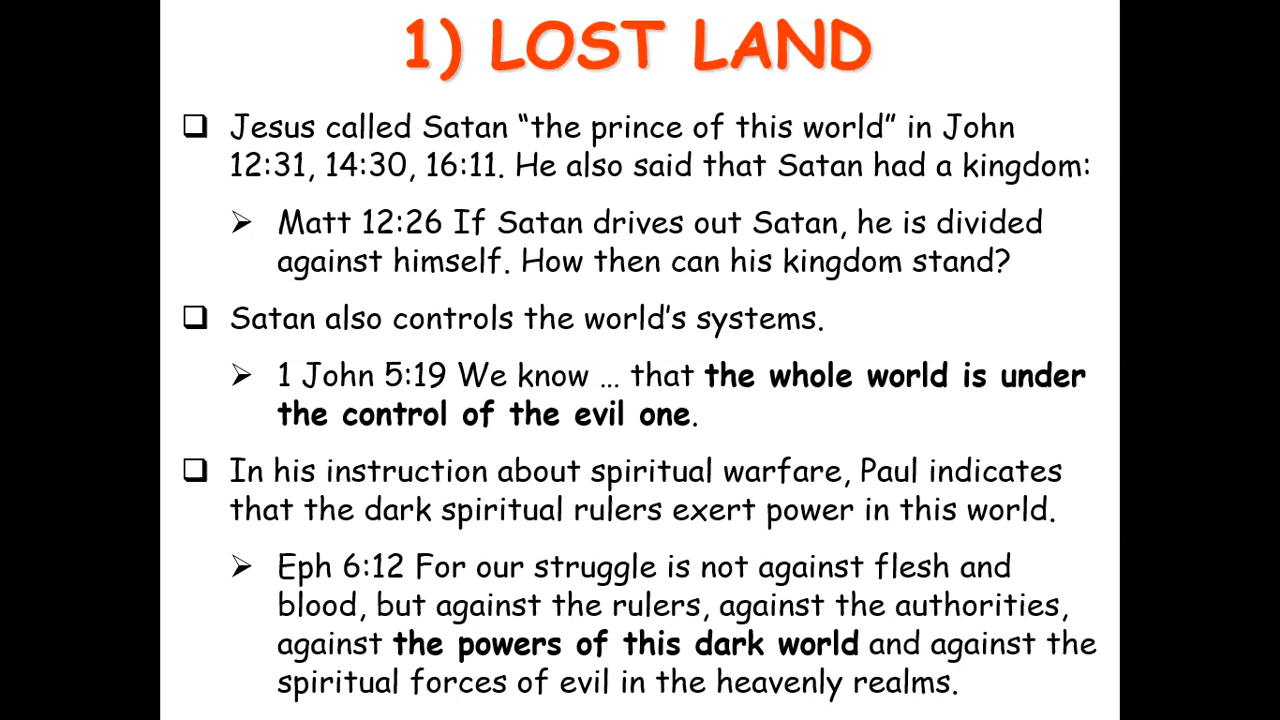 1) LOST LAND
Jesus called Satan “the prince of this world” in John
12:31, 14:30, 16:11. He also said that Satan had a kingdom:
Matt 12:26 If Satan drives out Satan, he is divided
against himself. How then can his kingdom stand?
Satan also controls the world’s systems.
1 John 5:19 We know … that the whole world is under
the control of the evil one.
In his instruction about spiritual warfare, Paul indicates
that the dark spiritual rulers exert power in this world.
Eph 6:12 For our struggle is not against flesh and
blood, but against the rulers, against the authorities,
against the powers of this dark world and against the
spiritual forces of evil in the heavenly realms.